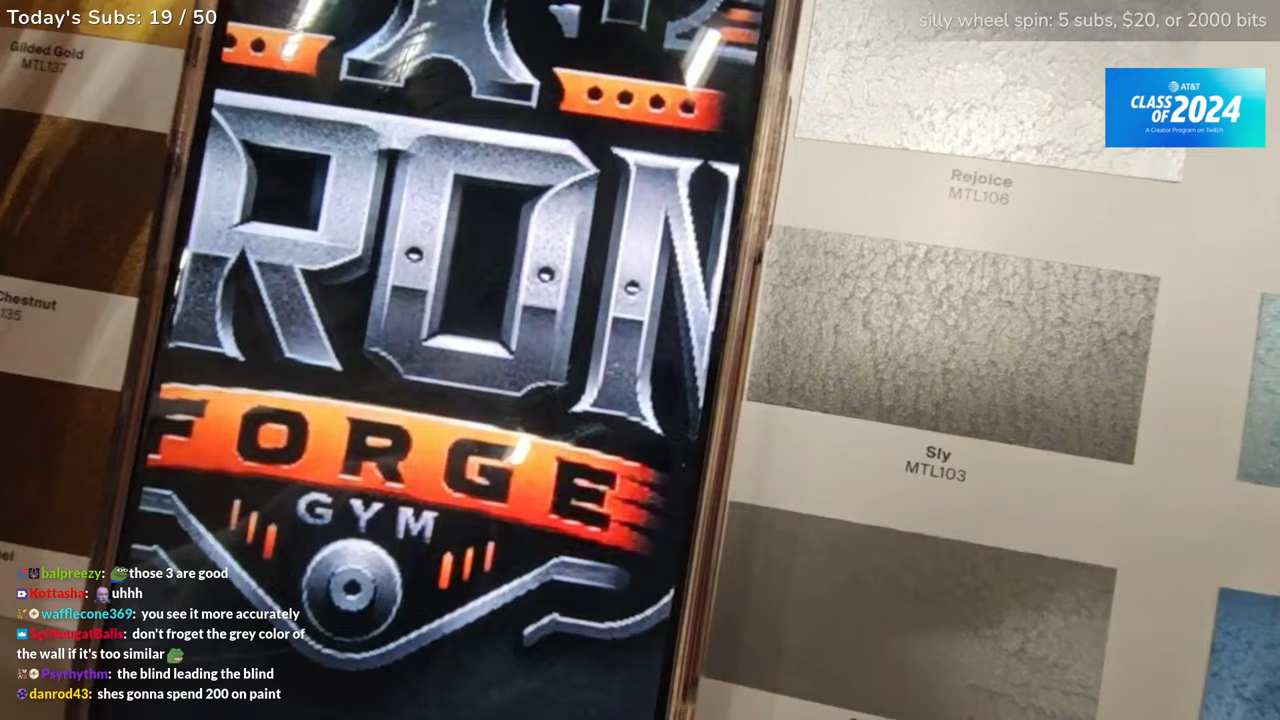 Today's Subs: 19 / 50
silly wheel spin: 5 subs, $20, or 2000 bits
AT&T
CLASS
OF 2024
A Creator Program on Twitch
Gilded Gold
MTL137
Chestnut
135
Rejoice
MTL106
RON
Sly
MTL103
FORGE
GYM
balpreezy: those 3 are good
Kottasha: uhhh
wafflecone369: you see it more accurately
SgtNougatBalls: don't froget the grey color of
the wall if it's too similar
Psyrhythm: the blind leading the blind
danrod43: shes gonna spend 200 on paint